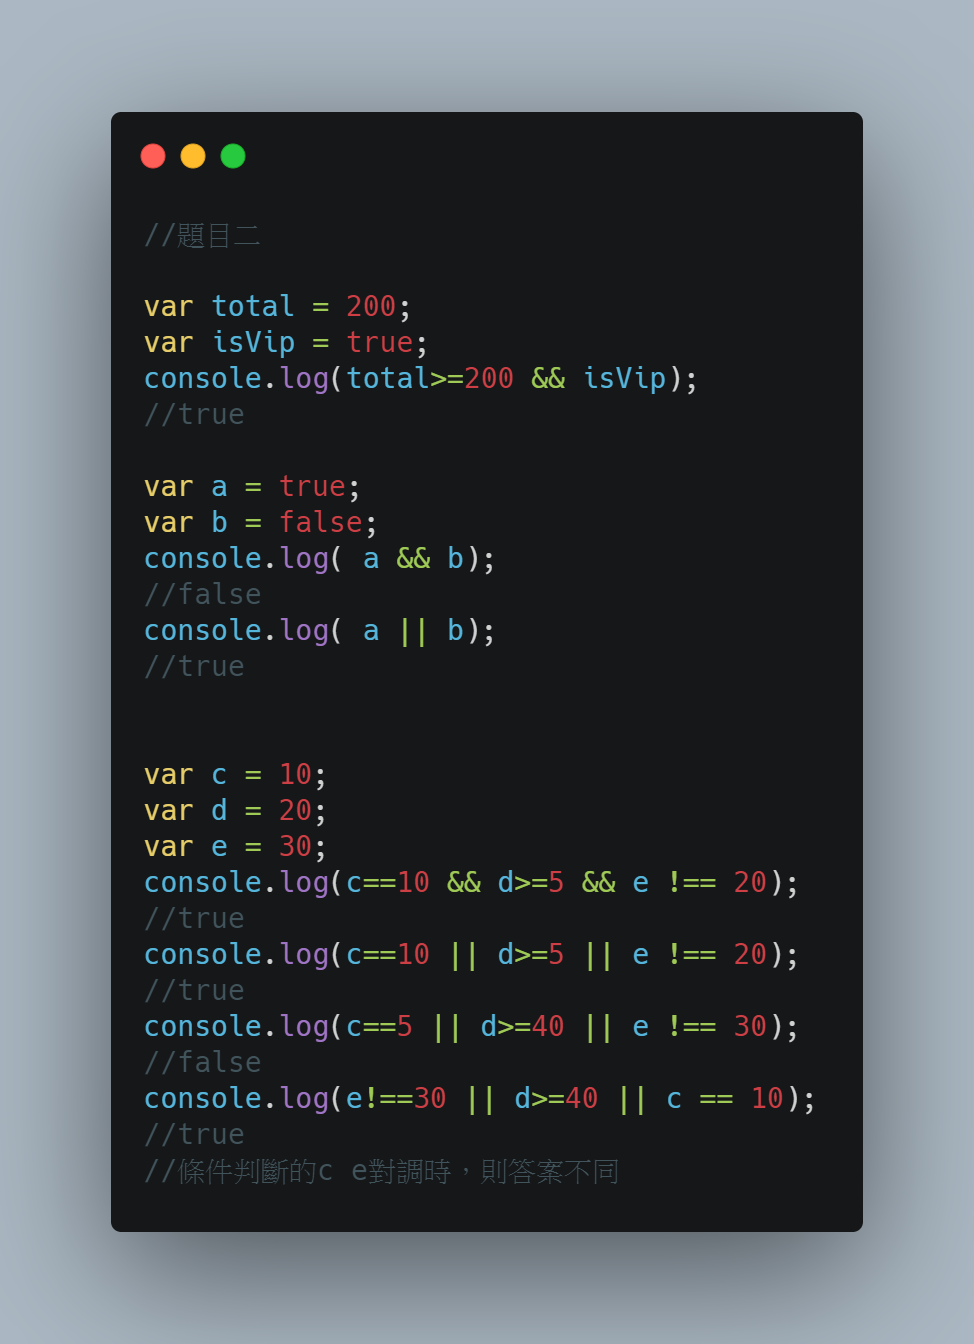 //題目二
var total = 200;
var isVip = true;
console.log(total>=200 && isVip);
//true
var a = true;
var b = false;
console.log( a && b);
//false
console.log( a || b);
//true
var c = 10;
var d = 20;
var e = 30;
console.log(c==10 && d>=5 && e !== 20);
//true
console.log(c==10 || d>=5 || e !== 20);
//true
console.log(c==5 || d>=40 || e !== 30);
//false
console.log(e!==30 || d>=40 || c == 10);
//true
//條件判斷的c e對調時，則答案不同